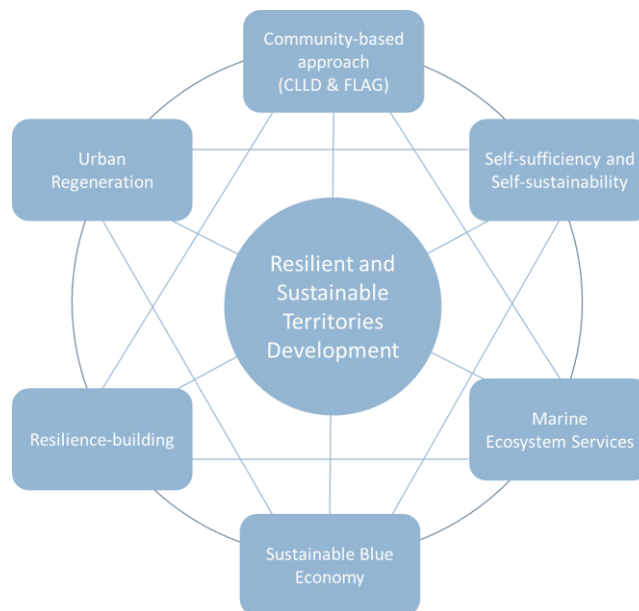 Community-based
approach
(CLLD & FLAG)
Urban
Regeneration
Self-sufficiency and
Self-sustainability
Resilient and
Sustainable
Territories
Development
Resilience-building
Marine
Ecosystem Services
Sustainable Blue
Economy